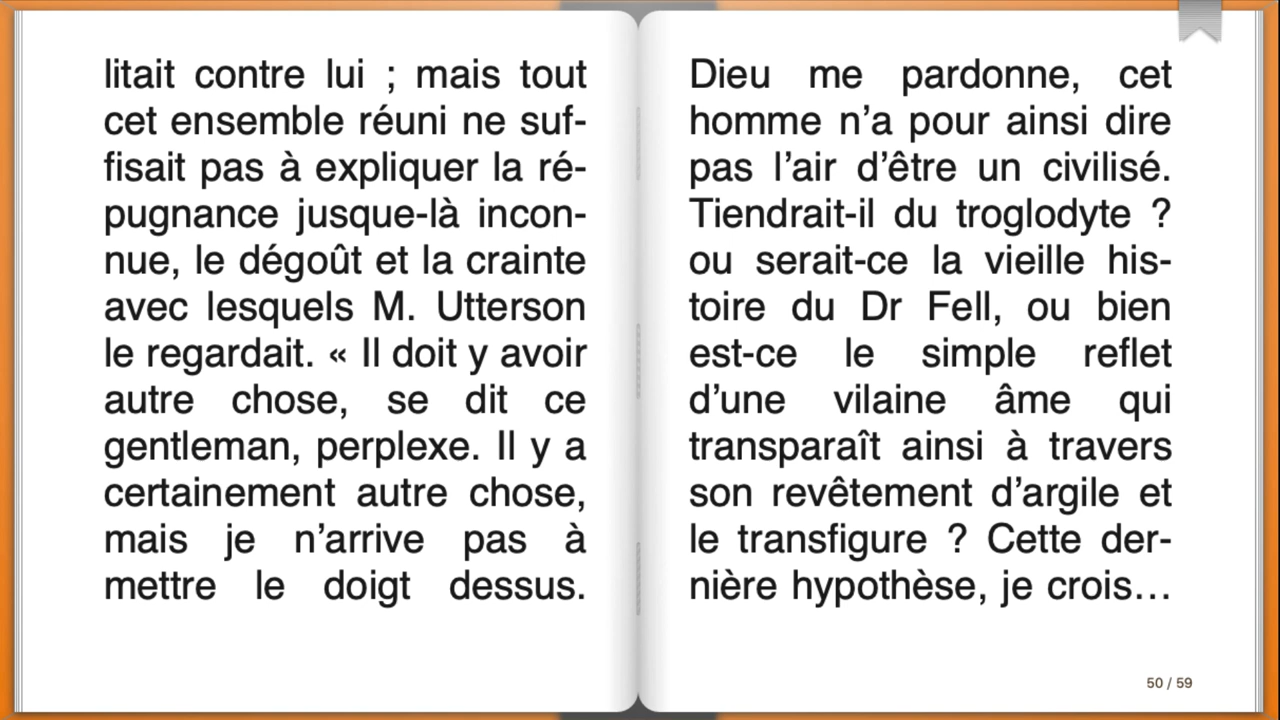 litait contre lui ; mais tout
cet ensemble réuni ne suf-
fisait pas à expliquer la ré-
pugnance jusque-là incon-
nue, le dégoût et la crainte
avec lesquels M. Utterson
le regardait. « Il doit y avoir
autre chose, se dit ce
gentleman, perplexe. Il y a
certainement autre chose,
mais je n’arrive pas à
mettre le doigt dessus.
Dieu me pardonne, cet
homme n’a pour ainsi dire
pas l’air d’être un civilisé.
Tiendrait-il du troglodyte ?
ou serait-ce la vieille his-
toire du Dr Fell, ou bien
est-ce le simple reflet
d’une vilaine âme qui
transparaît ainsi à travers
son revêtement d’argile et
le transfigure ? Cette der-
nière hypothèse, je crois…
50 / 59